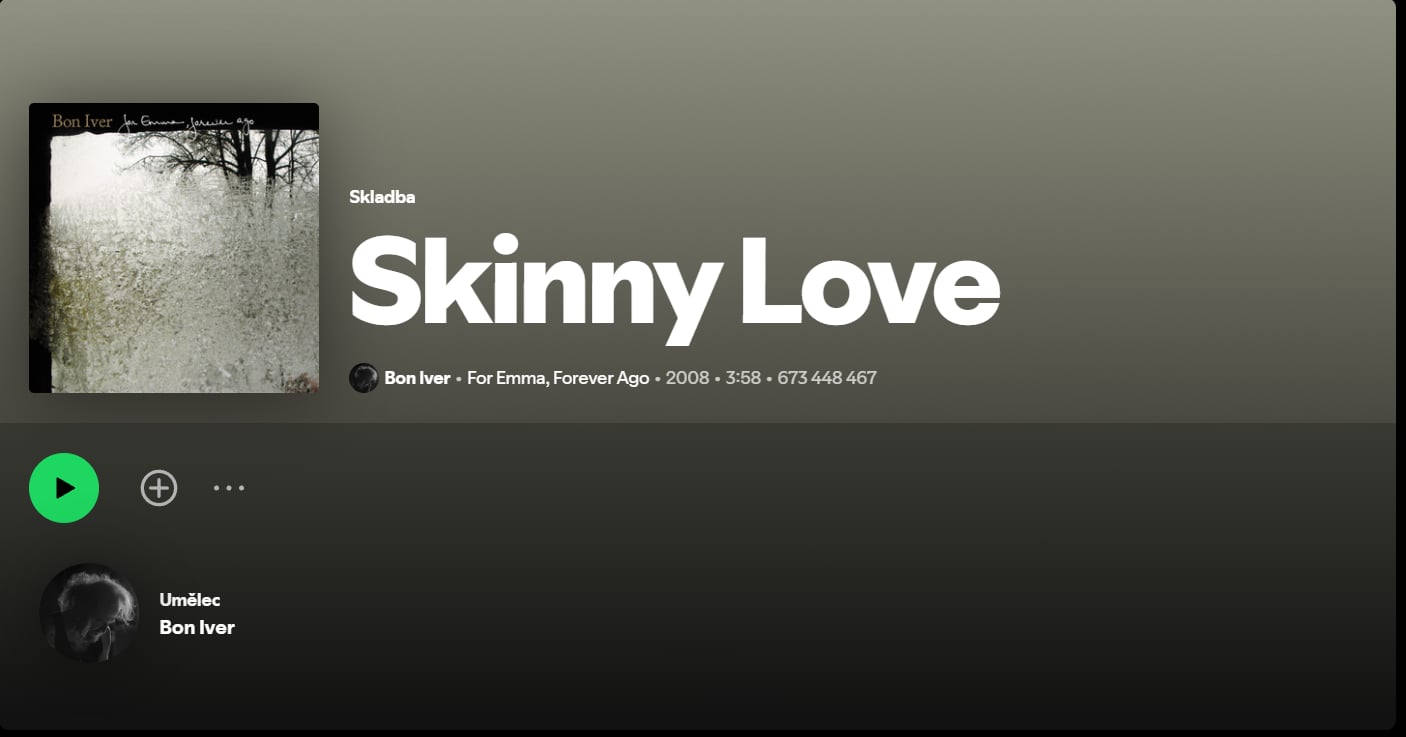 Bon Iver for Emma, forever ago
Skladba
Skinny Love
Bon Iver • For Emma, Forever Ago • 2008 • 3:58 • 673 448 467
Umělec
Bon Iver